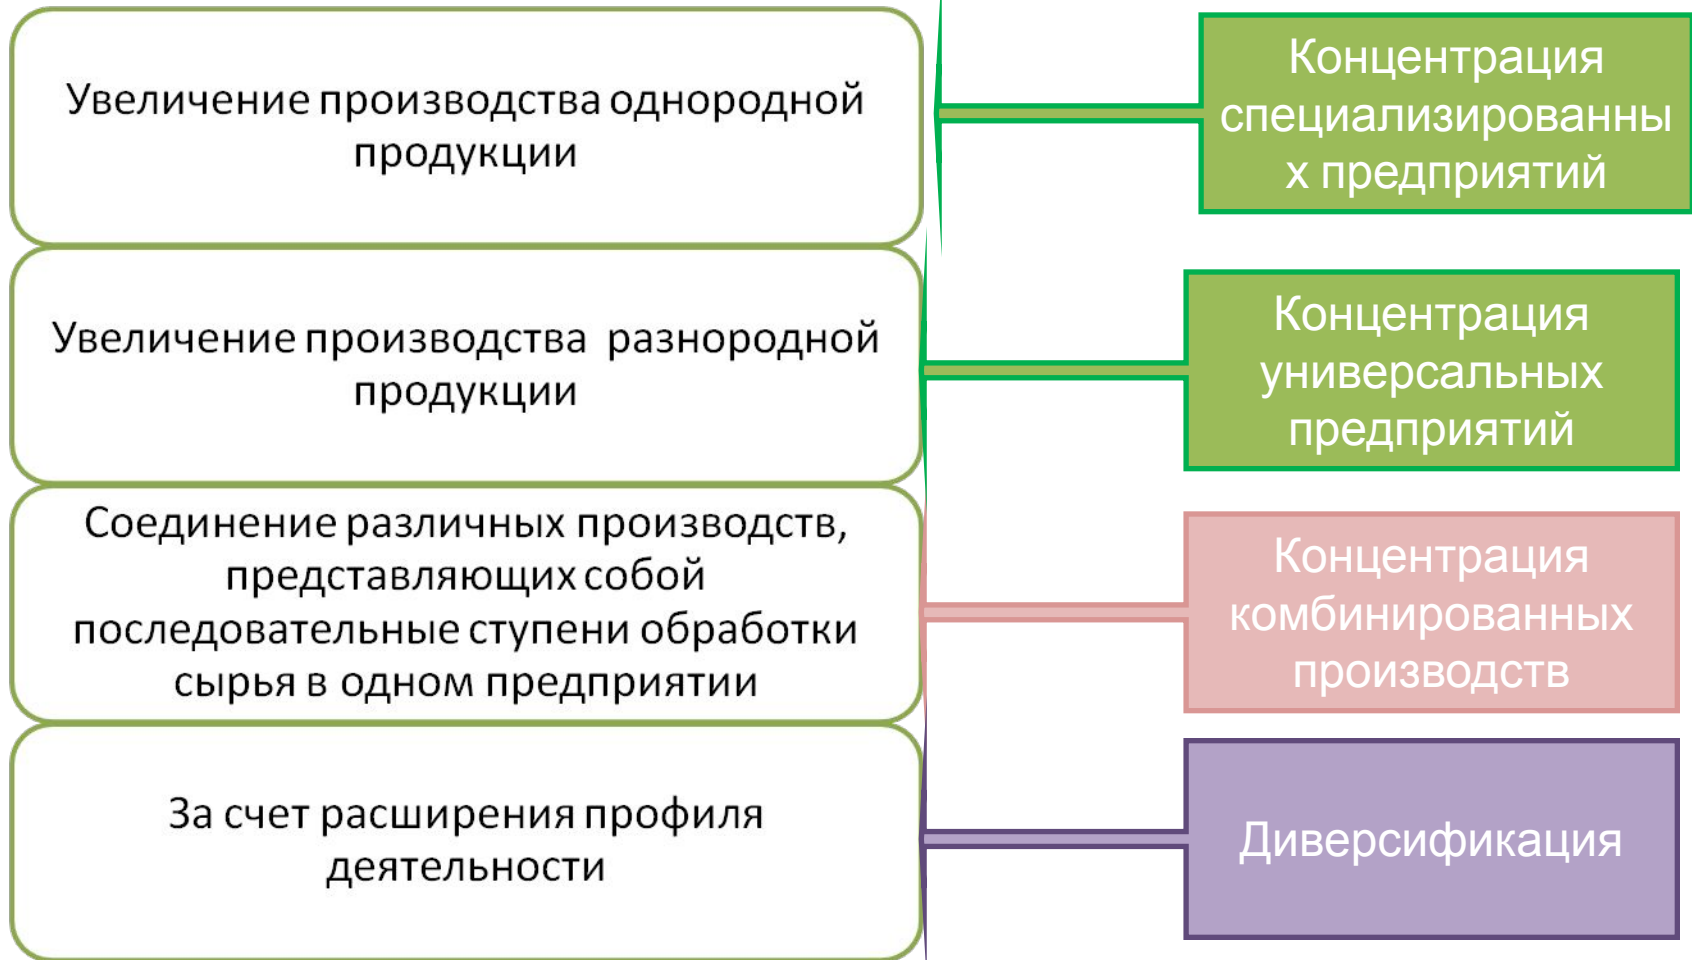 Увеличение производства однородной
продукции
Концентрация
специализированны
х предприятий
Увеличение производства разнородной
продукции
Концентрация
универсальных
предприятий
Соединение различных производств,
представляющих собой
последовательные ступени обработки
сырья в одном предприятии
Концентрация
комбинированных
производств
За счет расширения профиля
деятельности
Диверсификация